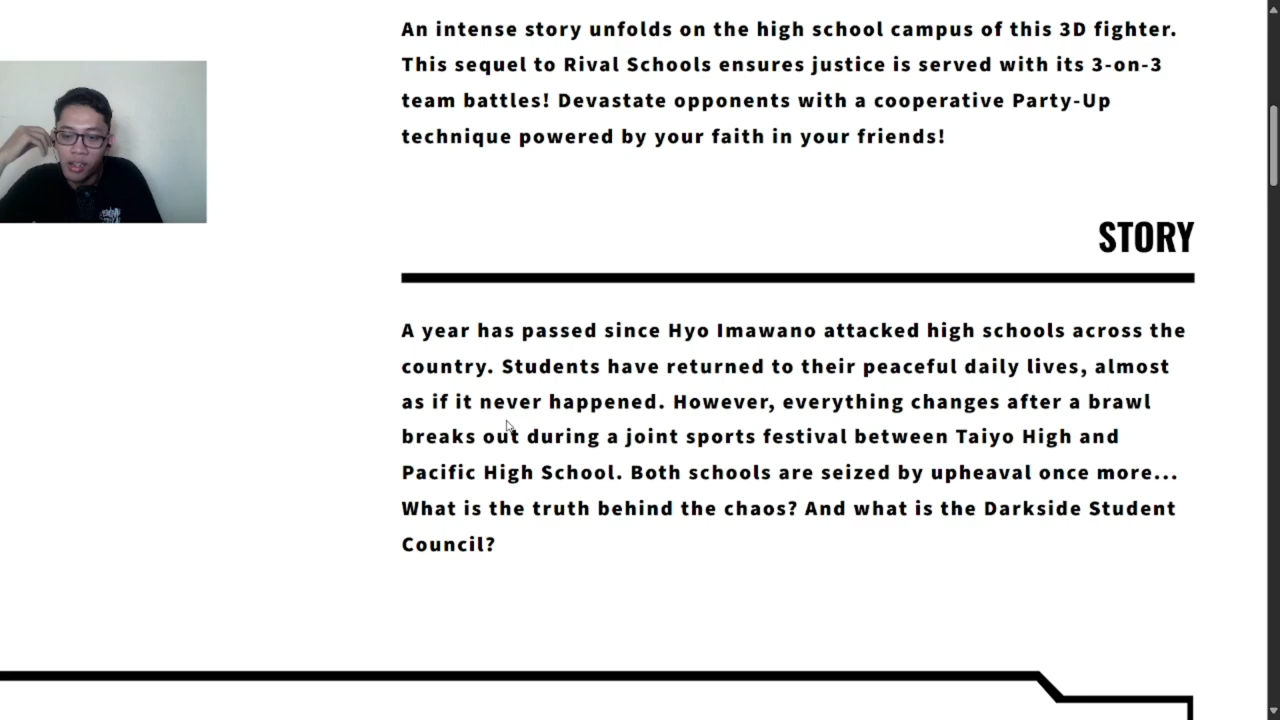 An intense story unfolds on the high school campus of this 3D fighter.
This sequel to Rival Schools ensures justice is served with its 3-on-3
team battles! Devastate opponents with a cooperative Party-Up
technique powered by your faith in your friends!
STORY
A year has passed since Hyo Imawano attacked high schools across the
country. Students have returned to their peaceful daily lives, almost
as if it never happened. However, everything changes after a brawl
breaks out during a joint sports festival between Taiyo High and
Pacific High School. Both schools are seized by upheaval once more...
What is the truth behind the chaos? And what is the Darkside Student
Council?